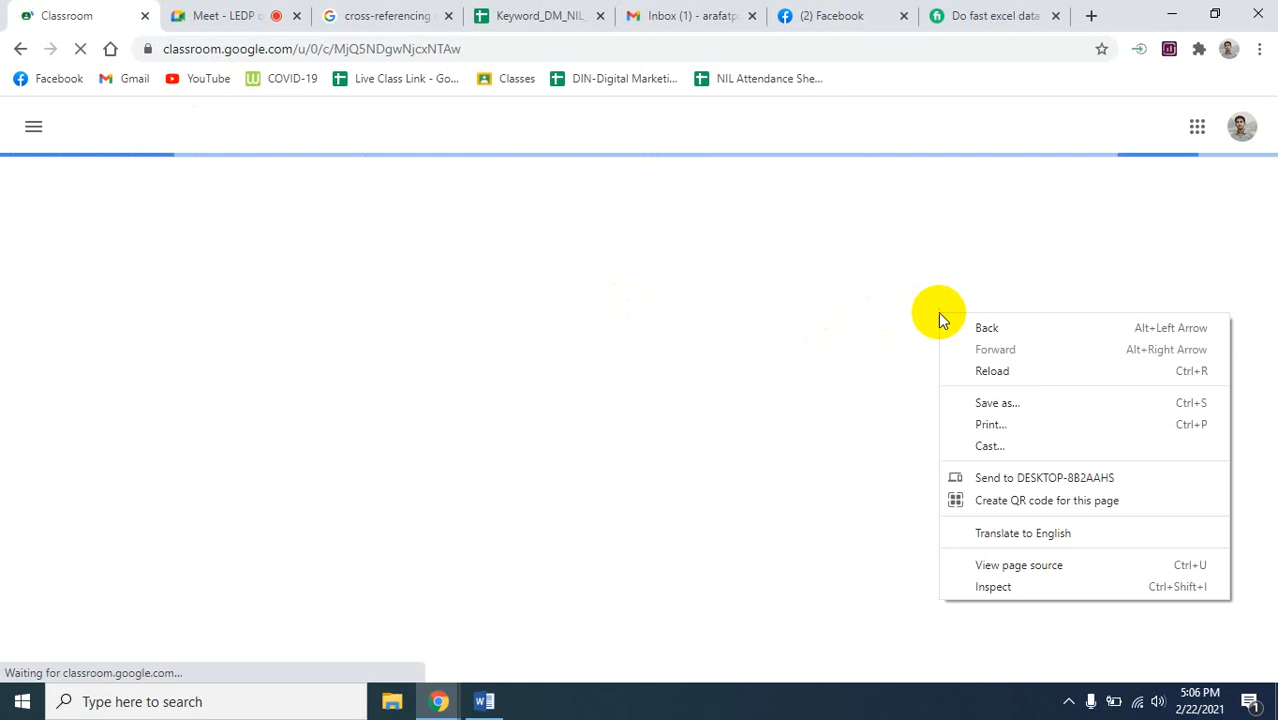 Classroom
Meet - LEDP
cross-referencing
Keyword_DM_NIL_
Inbox (1) - arafatp
(2) Facebook
Do fast excel data
classroom.google.com/u/0/c/MjQ5NDgwNjcxNTAw
Facebook
Gmail
YouTube
COVID-19
Live Class Link - Go...
Classes
DIN-Digital Marketi...
NIL Attendance She...
Back Alt+Left Arrow
Forward Alt+Right Arrow
Reload Ctrl+R
Save as... Ctrl+S
Print... Ctrl+P
Cast...
Send to DESKTOP-8B2AAHS
Create QR code for this page
Translate to English
View page source Ctrl+U
Inspect Ctrl+Shift+I
Waiting for classroom.google.com...
Type here to search
5:06 PM
2/22/2021